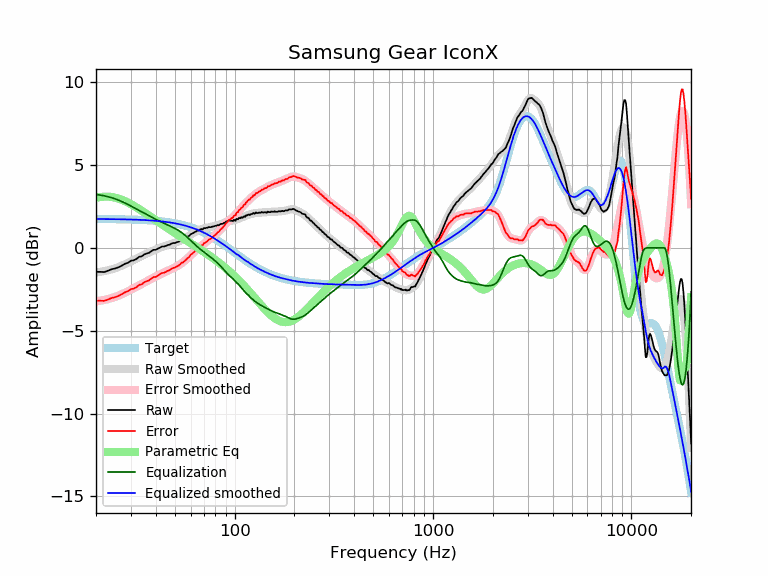 Samsung Gear IconX
10
5
0
−5
−10
−15
Amplitude (dBr)
Target
Raw Smoothed
Error Smoothed
Raw
Error
Parametric Eq
Equalization
Equalized smoothed
100 1000 10000
Frequency (Hz)